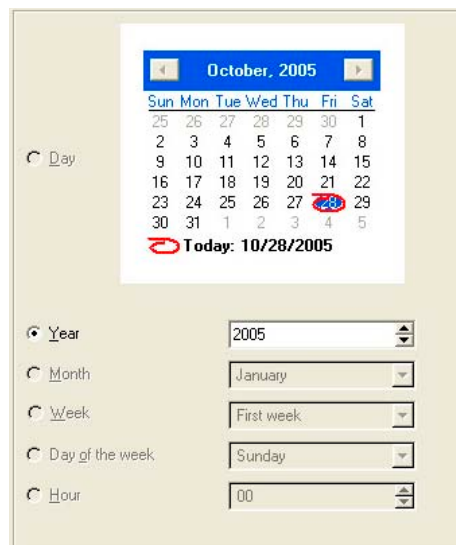 October, 2005
Sun Mon Tue Wed Thu Fri Sat
25 26 27 28 29 30 1
2 3 4 5 6 7 8
9 10 11 12 13 14 15
16 17 18 19 20 21 22
23 24 25 26 27 28 29
30 31 1 2 3 4 5
Today: 10/28/2005
Day
Year 2005
Month January
Week First week
Day of the week Sunday
Hour 00